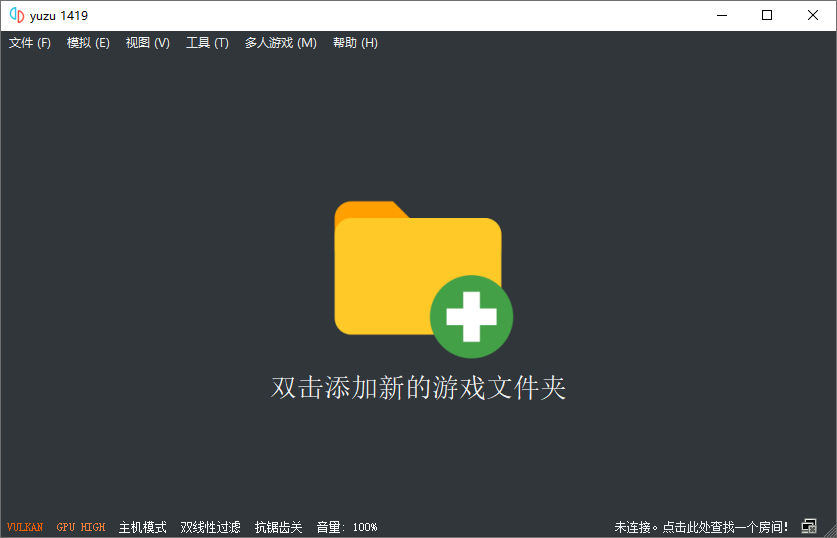 yuzu 1419
文件 (F) 模拟 (E) 视图 (V) 工具 (T) 多人游戏 (M) 帮助 (H)
双击添加新的游戏文件夹
VULKAN GPU HIGH 主机模式 双线性过滤 抗锯齿关 音量: 100% 未连接。点击此处查找一个房间!